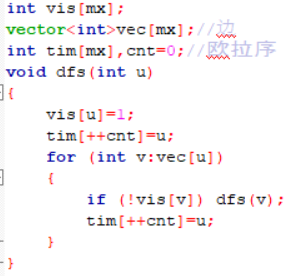 int vis[mx];
vector<int>vec[mx];//边
int tim[mx],cnt=0;//欧拉序
void dfs(int u)
{
    vis[u]=1;
    tim[++cnt]=u;
    for (int v:vec[u])
    {
        if (!vis[v]) dfs(v);
        tim[++cnt]=u;
    }
}